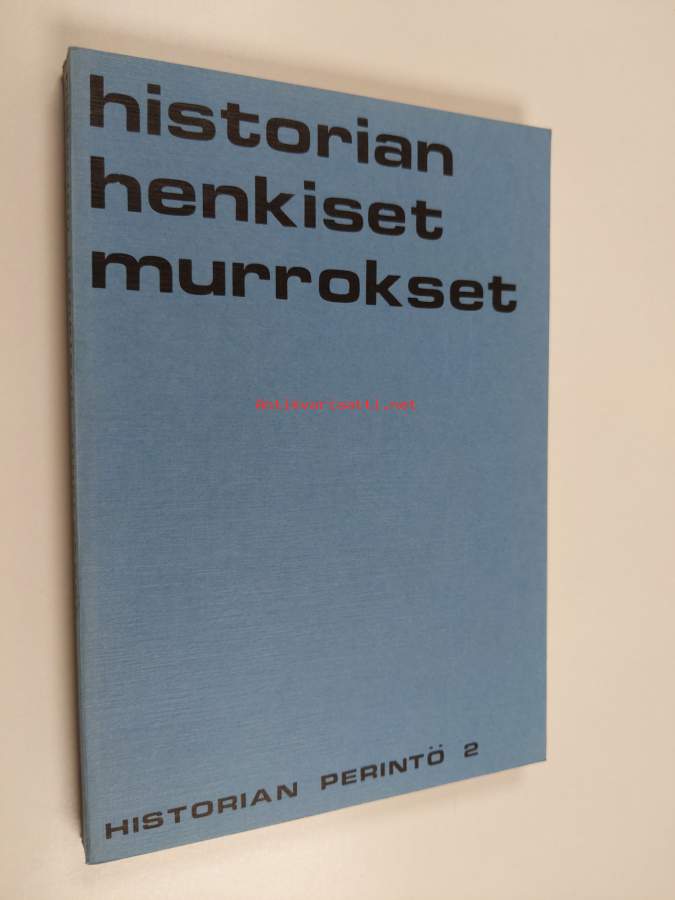 historian
henkiset
murrokset
Antikvariaatti.net
HISTORIAN PERINTÖ 2